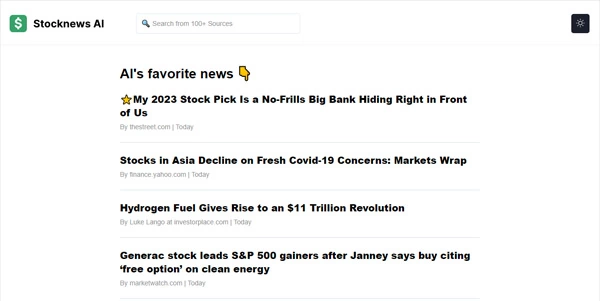 $ Stocknews AI
Search from 100+ Sources
AI's favorite news
My 2023 Stock Pick Is a No-Frills Big Bank Hiding Right in Front
of Us
By thestreet.com | Today
Stocks in Asia Decline on Fresh Covid-19 Concerns: Markets Wrap
By finance.yahoo.com | Today
Hydrogen Fuel Gives Rise to an $11 Trillion Revolution
By Luke Lango at investorplace.com | Today
Generac stock leads S&P 500 gainers after Janney says buy citing
‘free option’ on clean energy
By marketwatch.com | Today